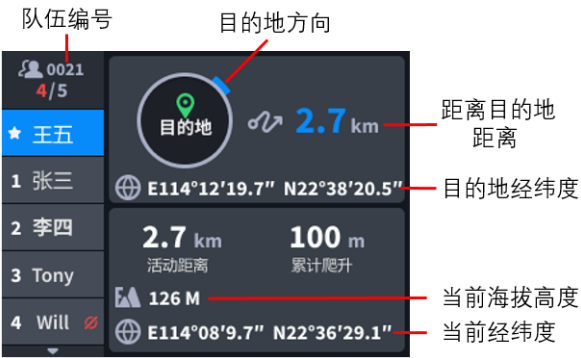 队伍编号
目的地方向
0021
4/5
王五
1 张三
2 李四
3 Tony
4 Will
目的地
2.7 km
E114°12′19.7″ N22°38′20.5″
2.7 km
活动距离
100 m
累计爬升
126 M
E114°08′9.7″ N22°36′29.1″
距离目的地
距离
目的地经纬度
当前海拔高度
当前经纬度